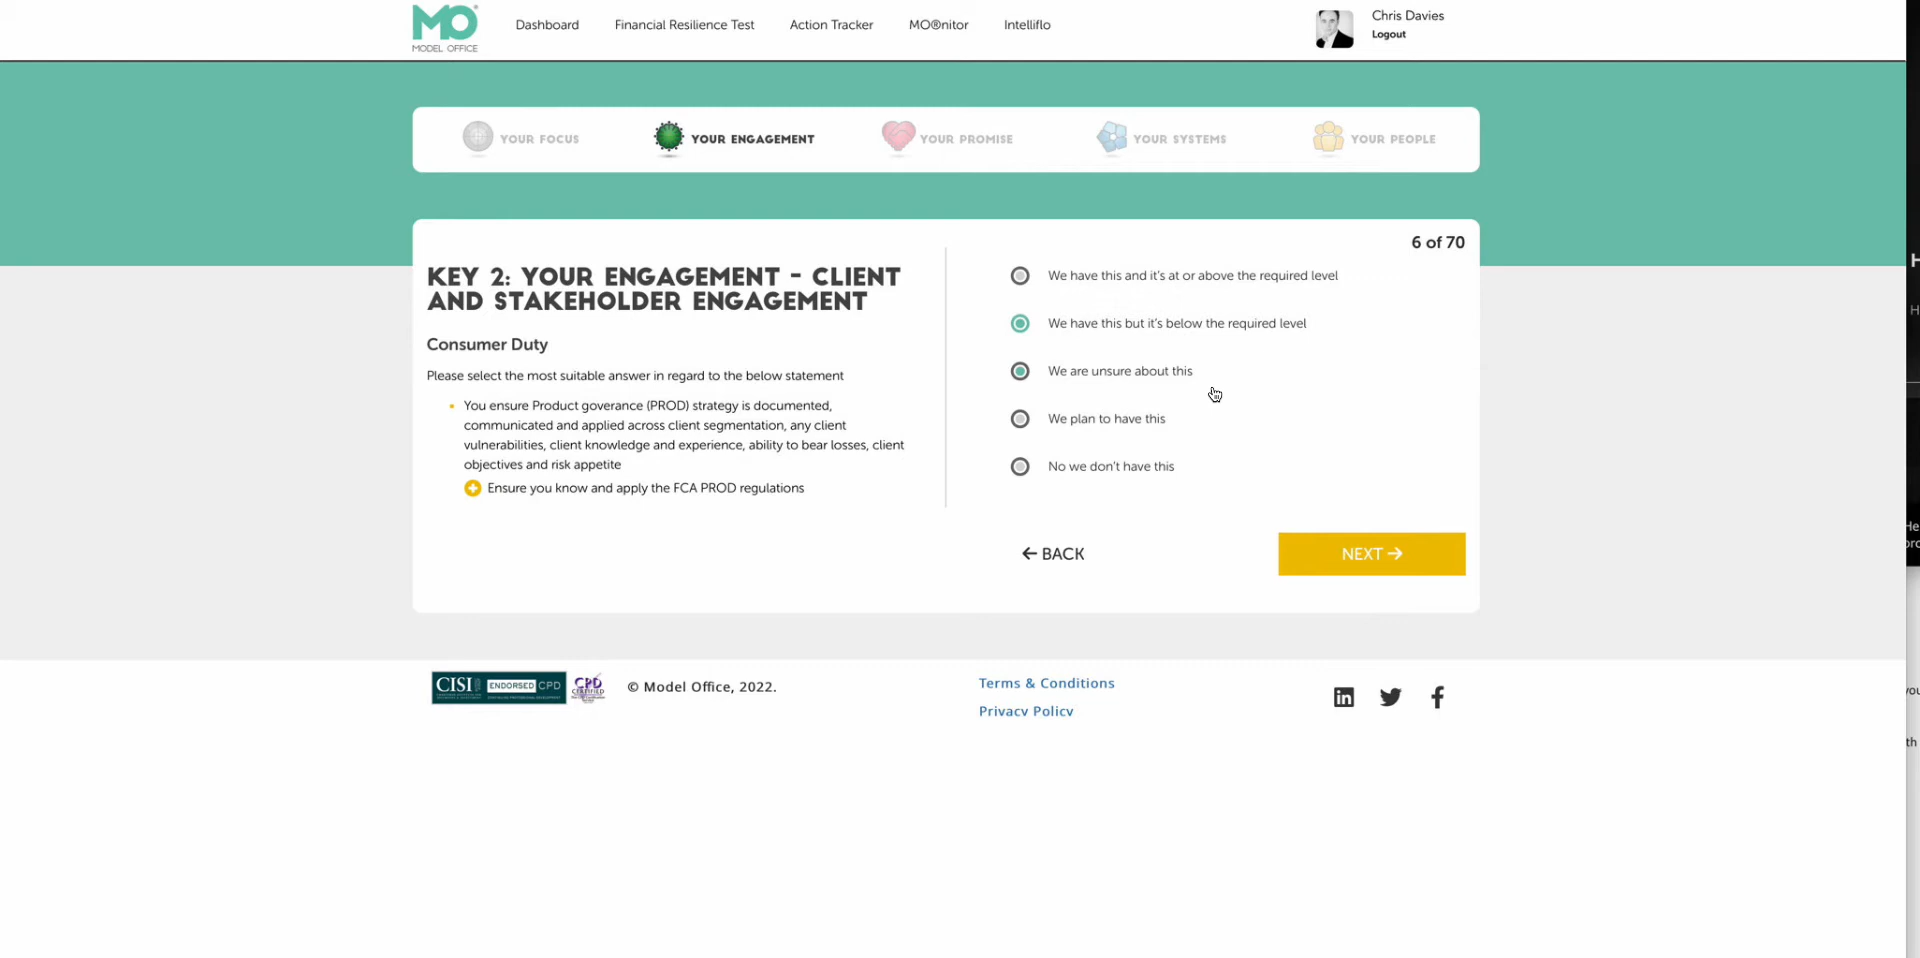 MO®
MODEL OFFICE
Dashboard
Financial Resilience Test
Action Tracker
MO®nitor
Intelliflo
Chris Davies
Logout
YOUR FOCUS
YOUR ENGAGEMENT
YOUR PROMISE
YOUR SYSTEMS
YOUR PEOPLE
6 of 70
KEY 2: YOUR ENGAGEMENT - CLIENT
AND STAKEHOLDER ENGAGEMENT
Consumer Duty
Please select the most suitable answer in regard to the below statement
You ensure Product goverance (PROD) strategy is documented,
communicated and applied across client segmentation, any client
vulnerabilities, client knowledge and experience, ability to bear losses, client
objectives and risk appetite
Ensure you know and apply the FCA PROD regulations
We have this and it's at or above the required level
We have this but it's below the required level
We are unsure about this
We plan to have this
No we don't have this
← BACK
NEXT →
CISI
ENDORSED CPD
CPD
CERTIFIED
© Model Office, 2022.
Terms & Conditions
Privacy Policy